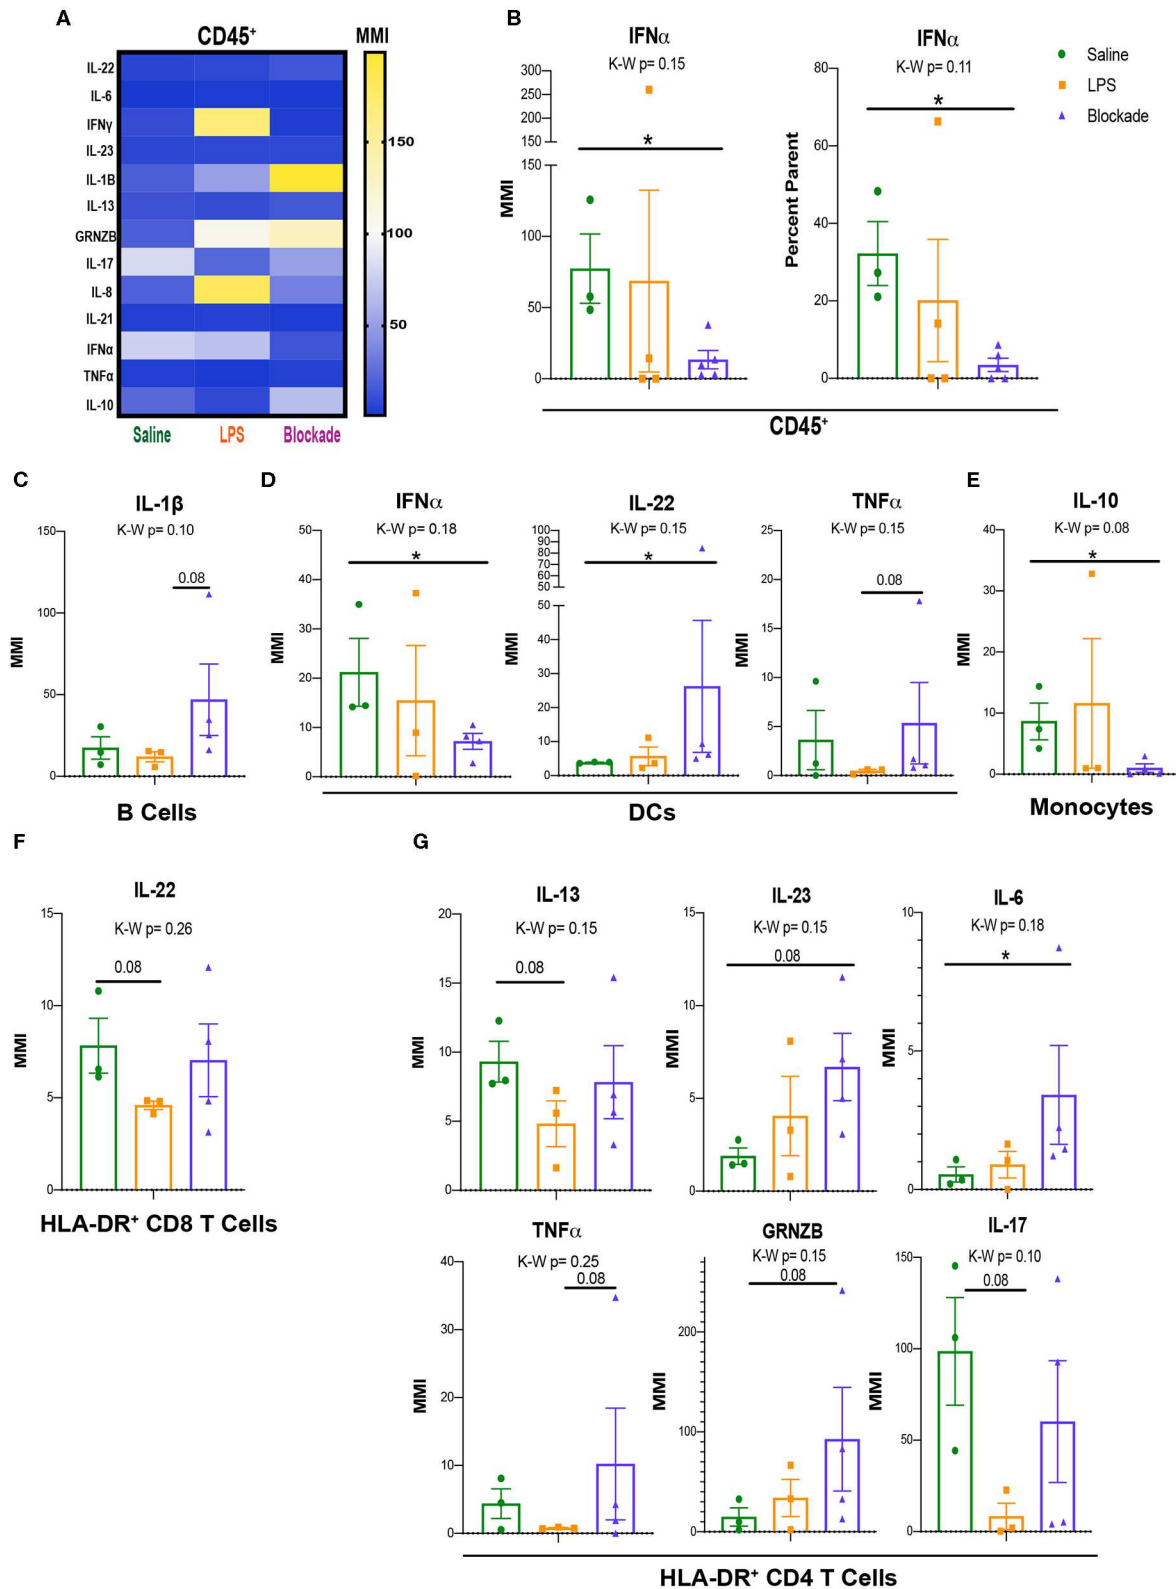 A
CD45+
MMI
IL-22
IL-6
IFNγ
IL-23
IL-1B
IL-13
GRNZB
IL-17
IL-8
IL-21
IFNα
TNFα
IL-10
150
100
50
Saline LPS Blockade
B
IFNα
K-W p= 0.15
300
250
200
150
150
100
50
0
MMI
*
IFNα
K-W p= 0.11
80
60
40
20
0
Percent Parent
*
Saline
LPS
Blockade
CD45+
C
IL-1β
K-W p= 0.10
150
100
50
0
MMI
0.08
B Cells
D
IFNα
K-W p= 0.18
50
40
30
20
10
0
MMI
*
IL-22
K-W p= 0.15
100
90
80
70
60
50
50
40
30
20
10
0
MMI
*
TNFα
K-W p= 0.15
25
20
15
10
5
0
MMI
0.08
DCs
E
IL-10
K-W p= 0.08
40
30
20
10
0
MMI
*
Monocytes
F
IL-22
K-W p= 0.26
15
10
5
0
MMI
0.08
HLA-DR+ CD8 T Cells
G
IL-13
K-W p= 0.15
20
15
10
5
0
MMI
0.08
IL-23
K-W p= 0.15
15
10
5
0
MMI
0.08
IL-6
K-W p= 0.18
10
5
0
MMI
*
TNFα
K-W p= 0.25
40
30
20
10
0
MMI
0.08
GRNZB
K-W p= 0.15
200
100
0
MMI
0.08
IL-17
K-W p= 0.10
150
100
50
0
MMI
0.08
HLA-DR+ CD4 T Cells